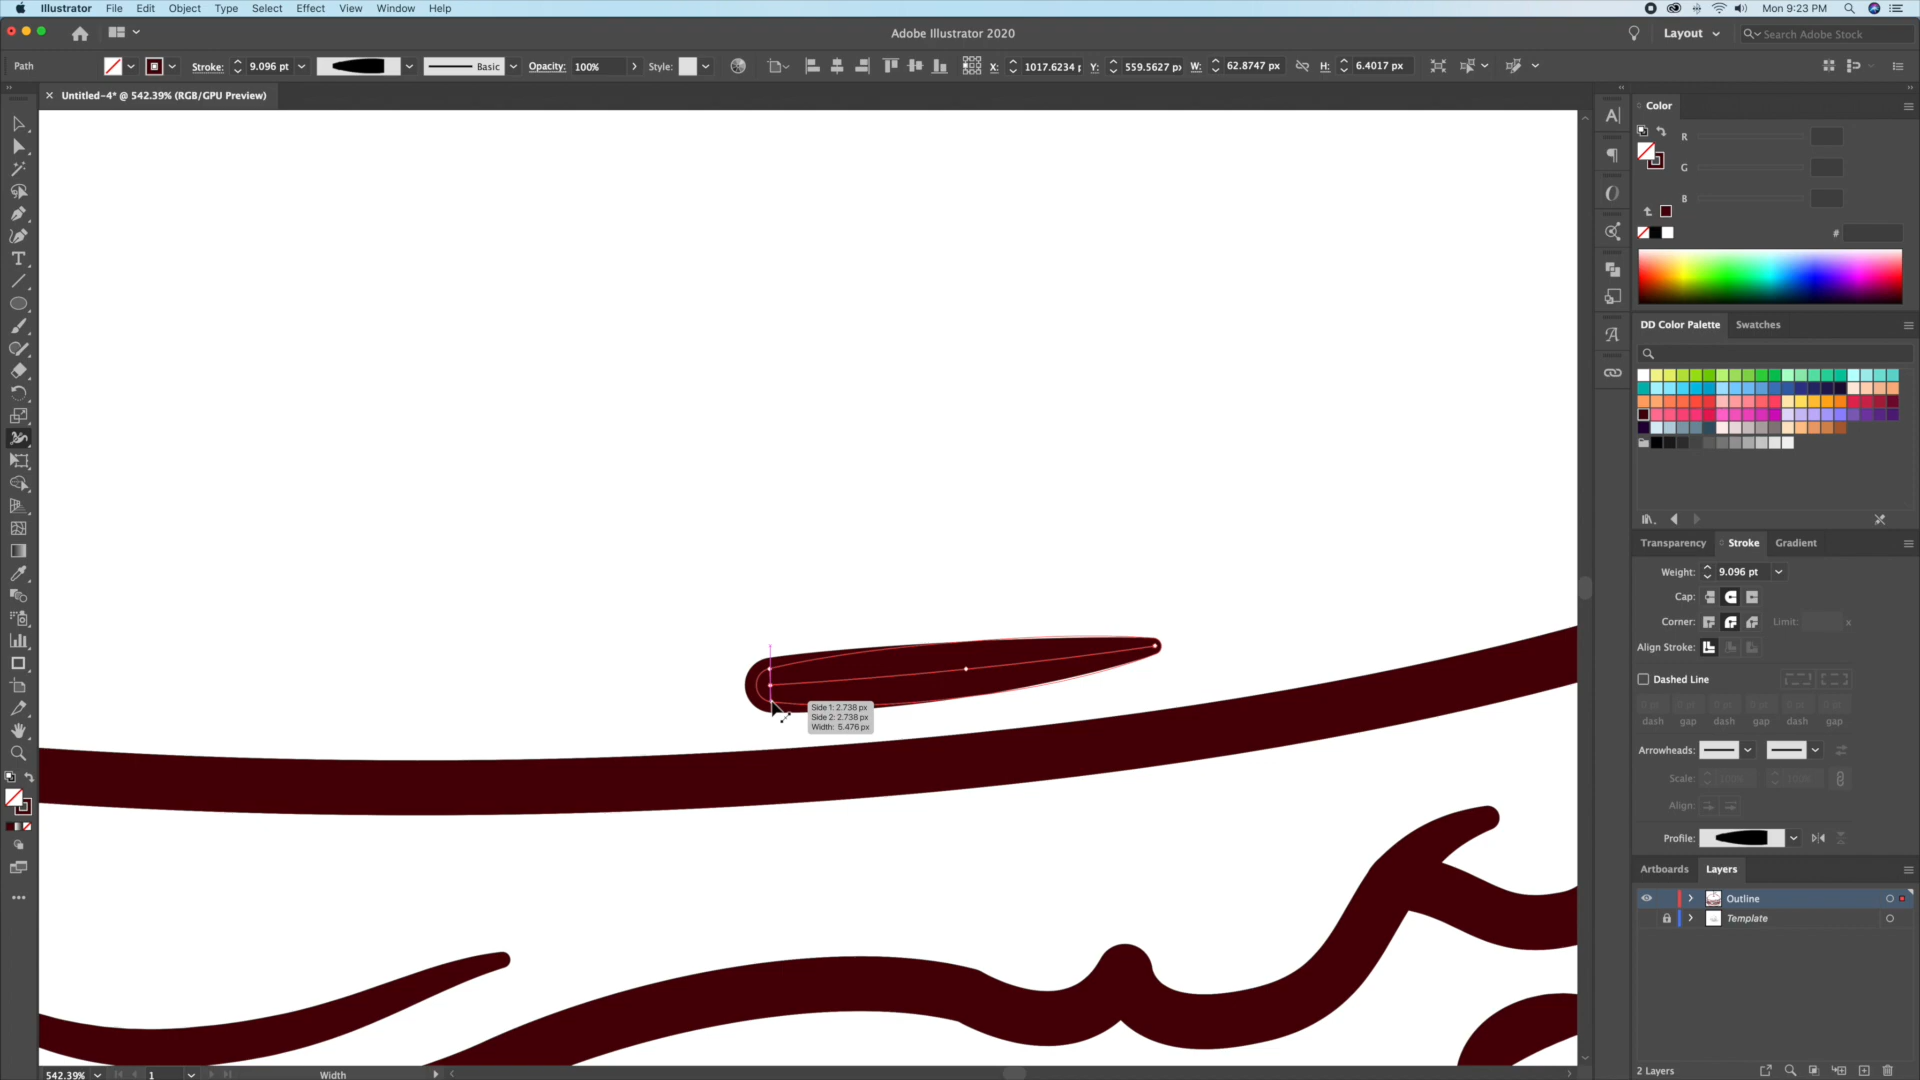 Illustrator File Edit Object Type Select Effect View Window Help
Mon 9:23 PM
Adobe Illustrator 2020
Layout
Search Adobe Stock
Path
Stroke: 9.096 pt
Basic
Opacity: 100%
Style:
X: 1017.6234
Y: 559.5627 px
W: 62.8747 px
H: 6.4017 px
Untitled-4* @ 542.39% (RGB/GPU Preview)
Color
R
G
B
#
DD Color Palette Swatches
Transparency Stroke Gradient
Weight: 9.096 pt
Cap:
Corner: Limit: x
Align Stroke:
Dashed Line
dash gap dash gap dash gap
Arrowheads:
Scale: 100% 100%
Align:
Profile:
Side 1: 2.738 px
Side 2: 2.738 px
Width: 5.476 px
Artboards Layers
Outline
Template
2 Layers
542.39% 1 Width